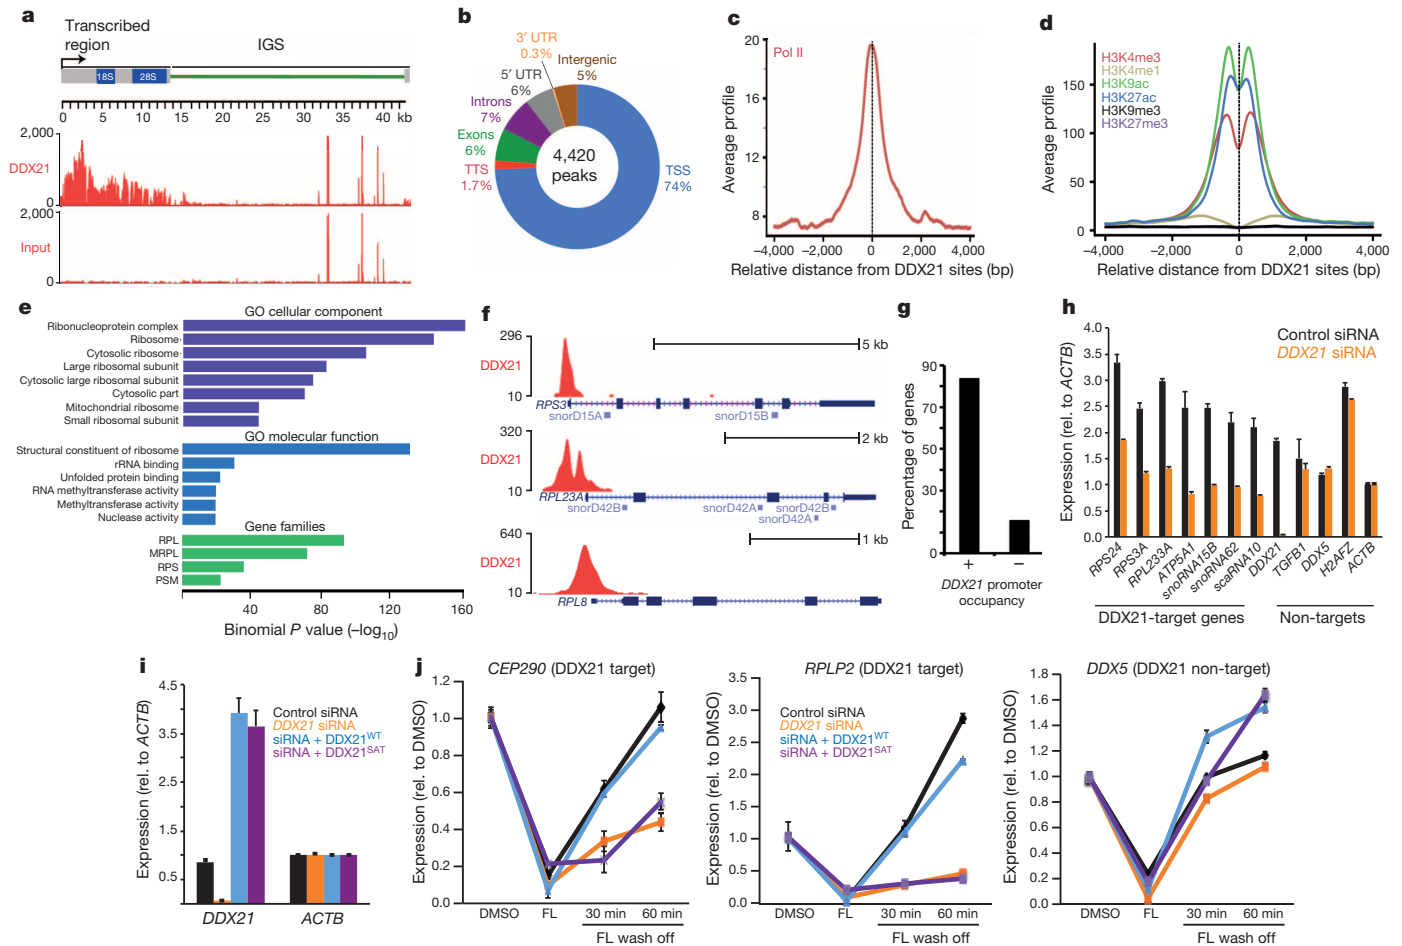 a
Transcribed
region
IGS
18S
28S
0 5 10 15 20 25 30 35 40 kb
2,000
DDX21
0
2,000
Input
0
b
3′ UTR
0.3%
Intergenic
5%
5′ UTR
6%
Introns
7%
Exons
6%
TTS
1.7%
4,420
peaks
TSS
74%
c
Pol II
Average profile
20
16
12
8
–4,000 –2,000 0 2,000 4,000
Relative distance from DDX21 sites (bp)
d
H3K4me3
H3K4me1
H3K9ac
H3K27ac
H3K9me3
H3K27me3
Average profile
150
100
50
0
–4,000 –2,000 0 2,000 4,000
Relative distance from DDX21 sites (bp)
e
GO cellular component
Ribonucleoprotein complex
Ribosome
Cytosolic ribosome
Large ribosomal subunit
Cytosolic large ribosomal subunit
Cytosolic part
Mitochondrial ribosome
Small ribosomal subunit
GO molecular function
Structural constituent of ribosome
rRNA binding
Unfolded protein binding
RNA methyltransferase activity
Methyltransferase activity
Nuclease activity
Gene families
RPL
MRPL
RPS
PSM
40 80 120 160
Binomial P value (–log10)
f
296
DDX21
10
5 kb
RPS3
snorD15A
snorD15B
320
DDX21
10
2 kb
RPL23A
snorD42B
snorD42A
snorD42B
snorD42A
640
DDX21
10
1 kb
RPL8
g
Percentage of genes
90
70
50
30
0
+ –
DDX21 promoter
occupancy
h
Control siRNA
DDX21 siRNA
Expression (rel. to ACTB)
4.0
3.5
3.0
2.5
2.0
1.5
1.0
0.5
0.0
RPS24
RPS3A
RPL233A
ATP5A1
snoRNA15B
snoRNA62
scaRNA10
DDX21
TGFB1
DDX5
H2AFZ
ACTB
DDX21-target genes
Non-targets
i
Expression (rel. to ACTB)
4.5
3.5
2.5
1.5
0.5
Control siRNA
DDX21 siRNA
siRNA + DDX21WT
siRNA + DDX21SAT
DDX21 ACTB
j
CEP290 (DDX21 target)
Expression (rel. to DMSO)
1.2
1.0
0.8
0.6
0.4
0.2
0.0
DMSO FL 30 min 60 min
FL wash off
RPLP2 (DDX21 target)
Control siRNA
DDX21 siRNA
siRNA + DDX21WT
siRNA + DDX21SAT
Expression (rel. to DMSO)
3.5
3.0
2.5
2.0
1.5
1.0
0.5
0.0
DMSO FL 30 min 60 min
FL wash off
DDX5 (DDX21 non-target)
Expression (rel. to DMSO)
1.8
1.6
1.4
1.2
1.0
0.8
0.6
0.4
0.2
0.0
DMSO FL 30 min 60 min
FL wash off